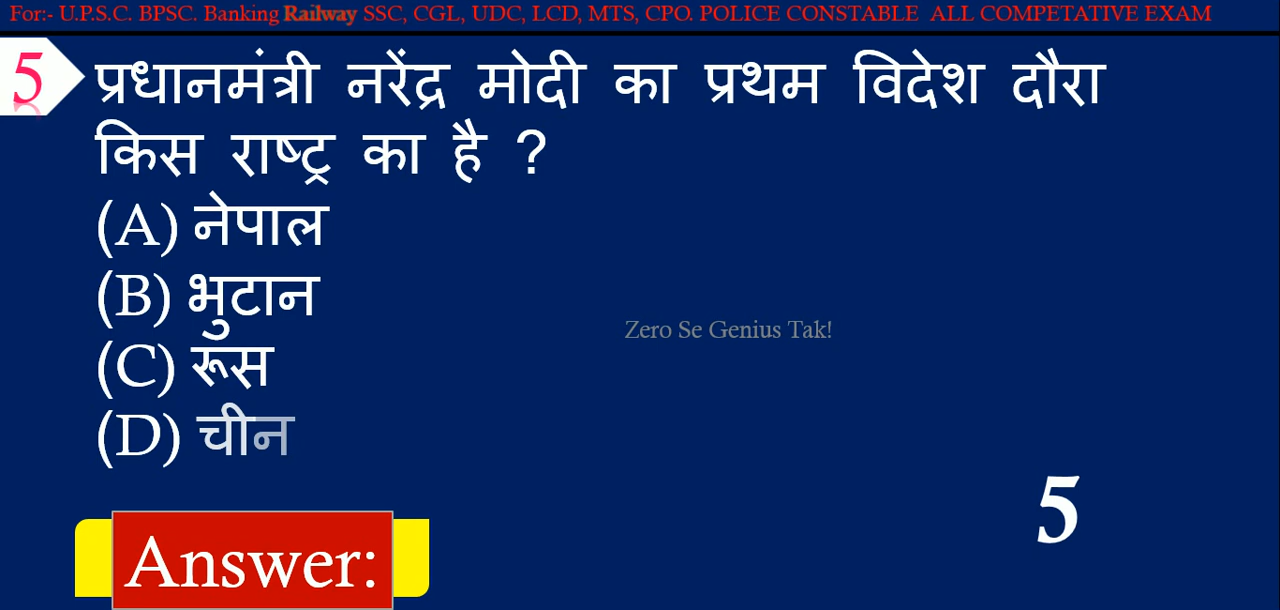 For:- U.P.S.C. BPSC. Banking Railway SSC, CGL, UDC, LCD, MTS, CPO. POLICE CONSTABLE ALL COMPETATIVE EXAM
5 प्रधानमंत्री नरेंद्र मोदी का प्रथम विदेश दौरा
किस राष्ट्र का है ?
(A) नेपाल
(B) भुटान
Zero Se Genius Tak!
(C) रूस
(D) चीन
5
Answer: